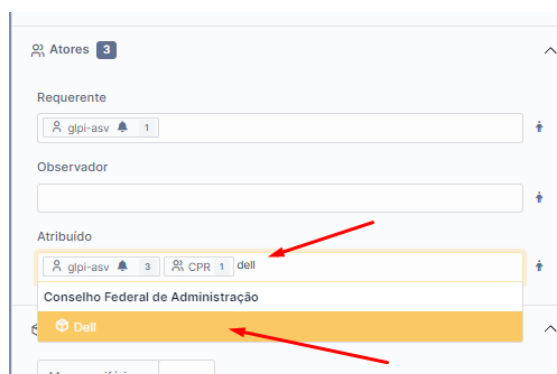 Atores 3
Requerente
glpi-asv 1
Observador
Atribuído
glpi-asv 3 CPR 1 dell
Conselho Federal de Administração
Dell